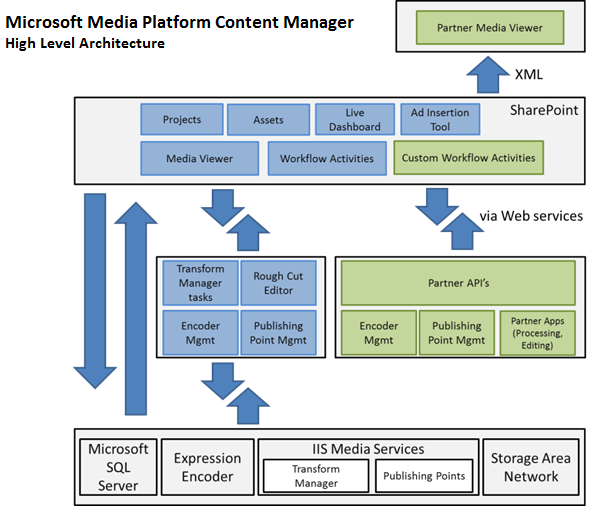 Microsoft Media Platform Content Manager
High Level Architecture
Partner Media Viewer
XML
SharePoint
Projects
Assets
Live
Dashboard
Ad Insertion
Tool
Media Viewer
Workflow Activities
Custom Workflow Activities
via Web services
Transform
Manager
tasks
Rough Cut
Editor
Encoder
Mgmt
Publishing
Point Mgmt
Partner API's
Encoder
Mgmt
Publishing
Point Mgmt
Partner Apps
(Processing,
Editing)
Microsoft
SQL
Server
Expression
Encoder
IIS Media Services
Transform
Manager
Publishing Points
Storage Area
Network